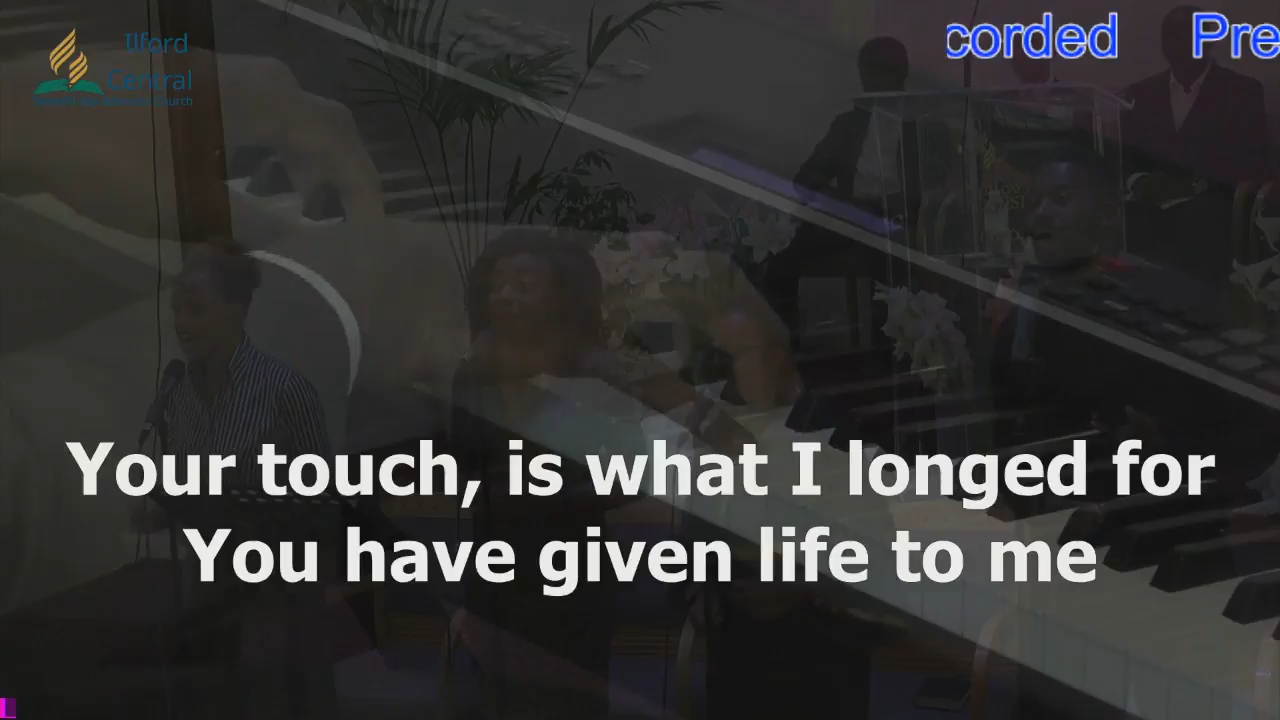 Ilford
Central
corded Pre
Your touch, is what I longed for
You have given life to me